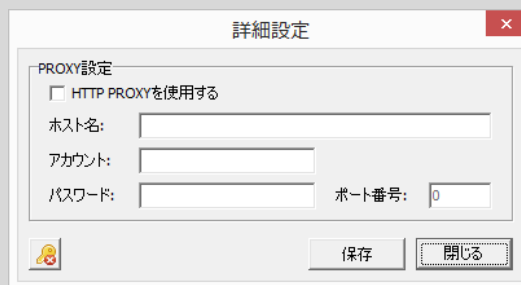 詳細設定
PROXY設定
HTTP PROXYを使用する
ホスト名:
アカウント:
パスワード: ポート番号: 0
保存 閉じる